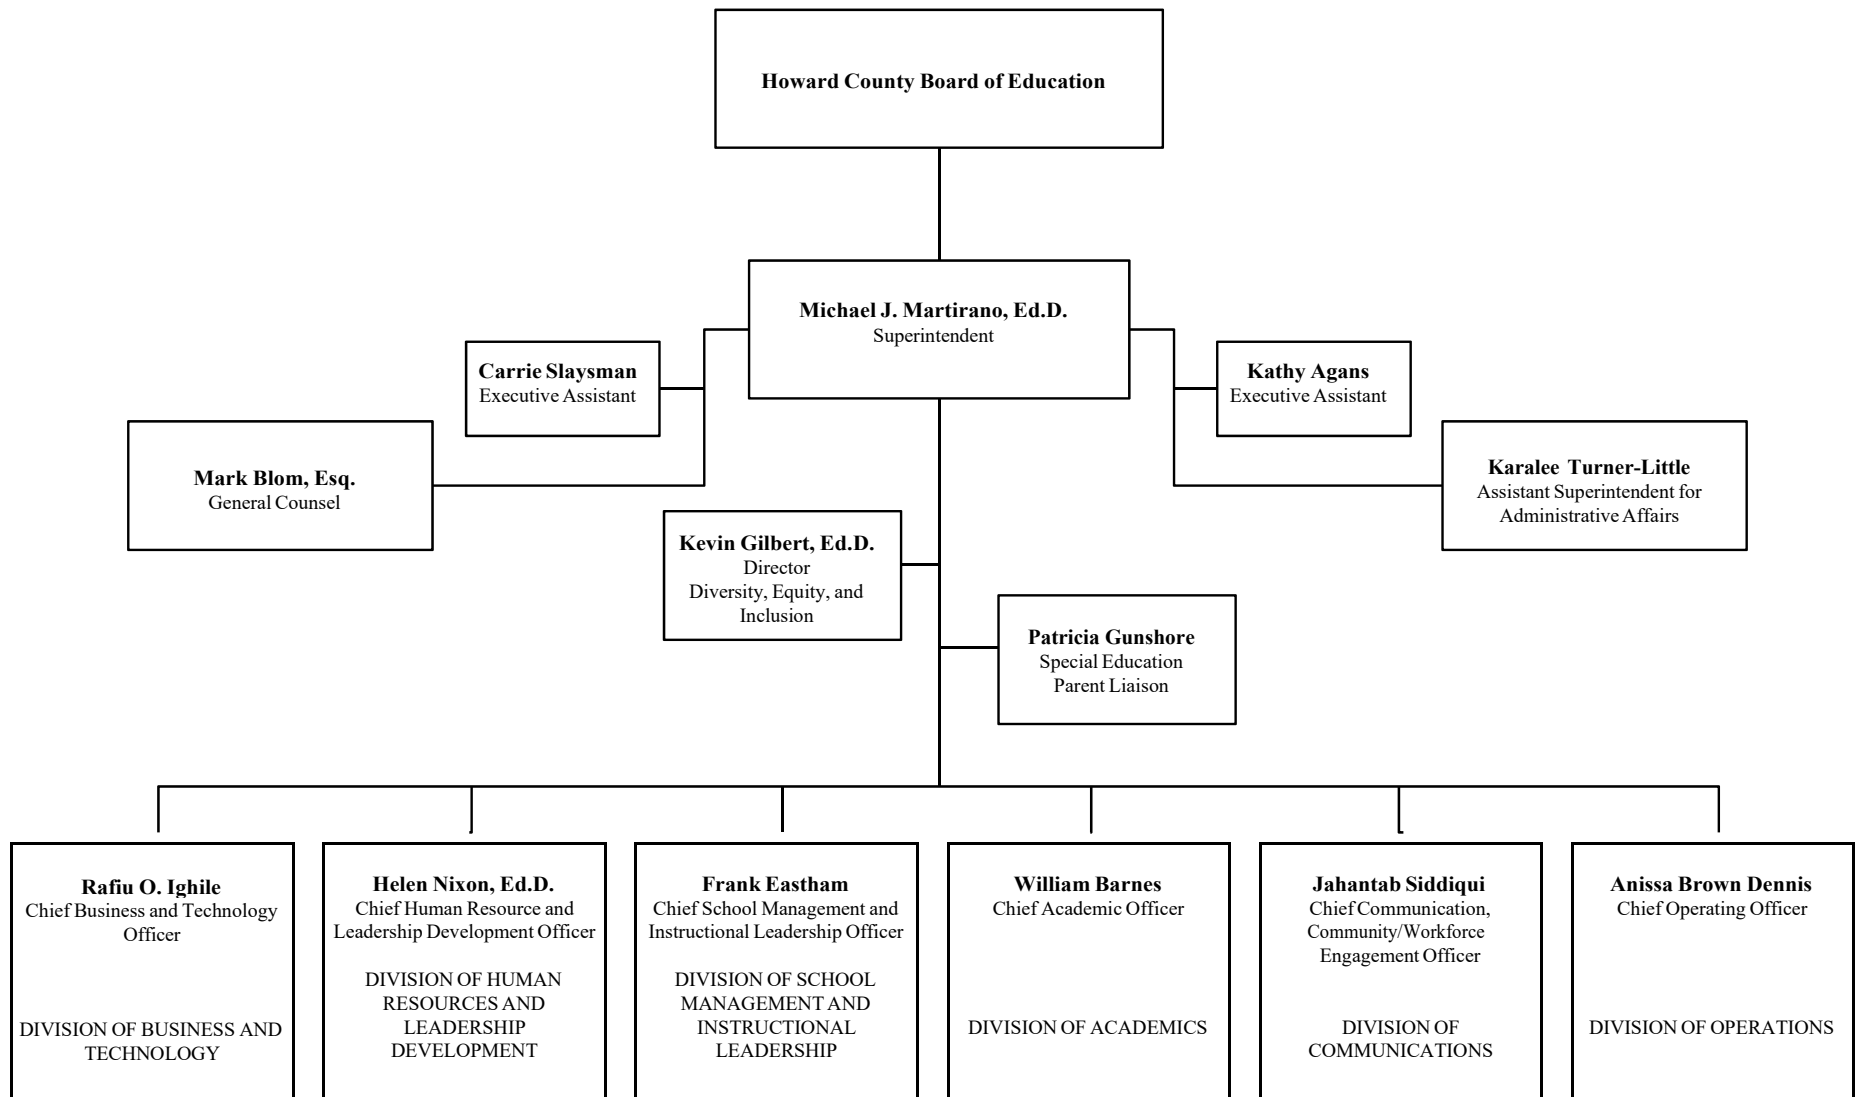 Howard County Board of Education
Michael J. Martirano, Ed.D.
Superintendent
Carrie Slaysman
Executive Assistant
Kathy Agans
Executive Assistant
Mark Blom, Esq.
General Counsel
Karalee Turner-Little
Assistant Superintendent for
Administrative Affairs
Kevin Gilbert, Ed.D.
Director
Diversity, Equity, and
Inclusion
Patricia Gunshore
Special Education
Parent Liaison
Rafiu O. Ighile
Chief Business and Technology
Officer
DIVISION OF BUSINESS AND
TECHNOLOGY
Helen Nixon, Ed.D.
Chief Human Resource and
Leadership Development Officer
DIVISION OF HUMAN
RESOURCES AND
LEADERSHIP
DEVELOPMENT
Frank Eastham
Chief School Management and
Instructional Leadership Officer
DIVISION OF SCHOOL
MANAGEMENT AND
INSTRUCTIONAL
LEADERSHIP
William Barnes
Chief Academic Officer
DIVISION OF ACADEMICS
Jahantab Siddiqui
Chief Communication,
Community/Workforce
Engagement Officer
DIVISION OF
COMMUNICATIONS
Anissa Brown Dennis
Chief Operating Officer
DIVISION OF OPERATIONS